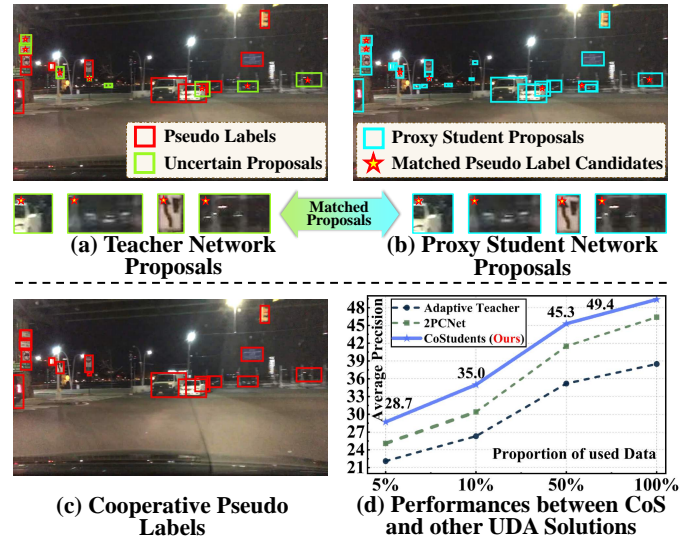 Pseudo Labels
Uncertain Proposals
Proxy Student Proposals
Matched Pseudo Label Candidates
Matched
Proposals
(a) Teacher Network
Proposals
(b) Proxy Student Network
Proposals
(c) Cooperative Pseudo
Labels
Average Precision
48
45
42
39
36
33
30
27
24
21
Adaptive Teacher
2PCNet
CoStudents (Ours)
28.7
35.0
45.3
49.4
Proportion of used Data
5%
10%
50%
100%
(d) Performances between CoS
and other UDA Solutions